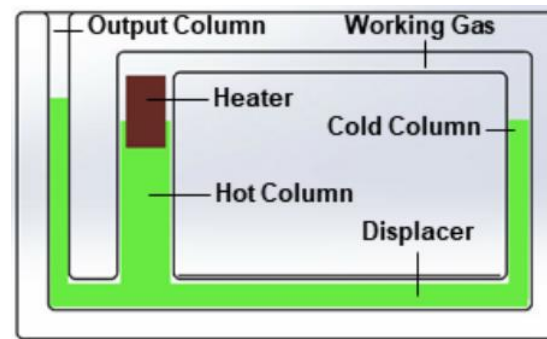 Output Column
Working Gas
Heater
Cold Column
Hot Column
Displacer